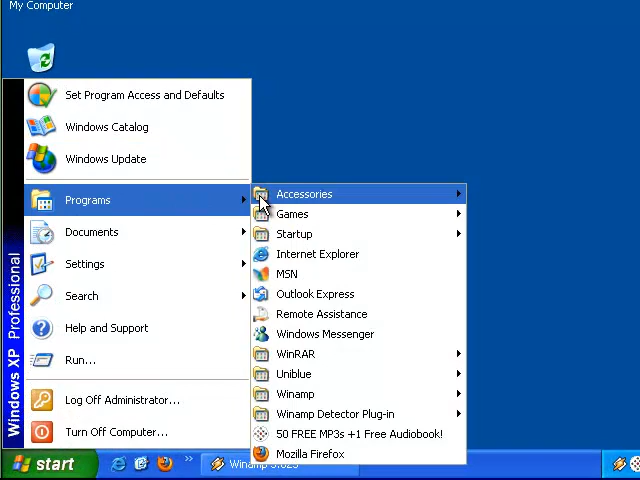 My Computer
Set Program Access and Defaults
Windows Catalog
Windows Update
Programs
Documents
Settings
Search
Help and Support
Run...
Log Off Administrator...
Turn Off Computer...
Windows XP Professional
Accessories
Games
Startup
Internet Explorer
MSN
Outlook Express
Remote Assistance
Windows Messenger
WinRAR
Uniblue
Winamp
Winamp Detector Plug-in
50 FREE MP3s +1 Free Audiobook!
Mozilla Firefox
start
Winamp